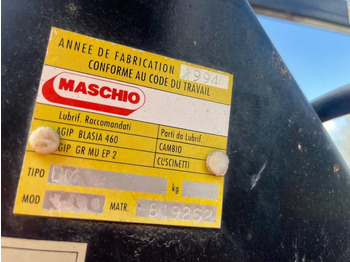 ANNEE DE FABRICATION 1994
CONFORME AU CODE DU TRAVAIL
MASCHIO
Lubrif. Raccomandati Parti da Lubrif.
AGIP BLASIA 460 CAMBIO
AGIP GR MU EP 2 CUSCINETTI
TIPO kg
MOD MATR.